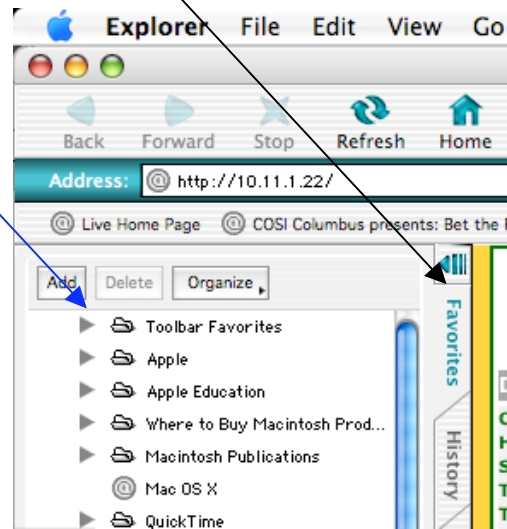 Explorer File Edit View Go
Back Forward Stop Refresh Home
Address: @ http://10.11.1.22/
@ Live Home Page @ COSI Columbus presents: Bet the
Add Delete Organize
Toolbar Favorites
Apple
Apple Education
Where to Buy Macintosh Prod...
Macintosh Publications
@ Mac OS X
QuickTime
Favorites
History